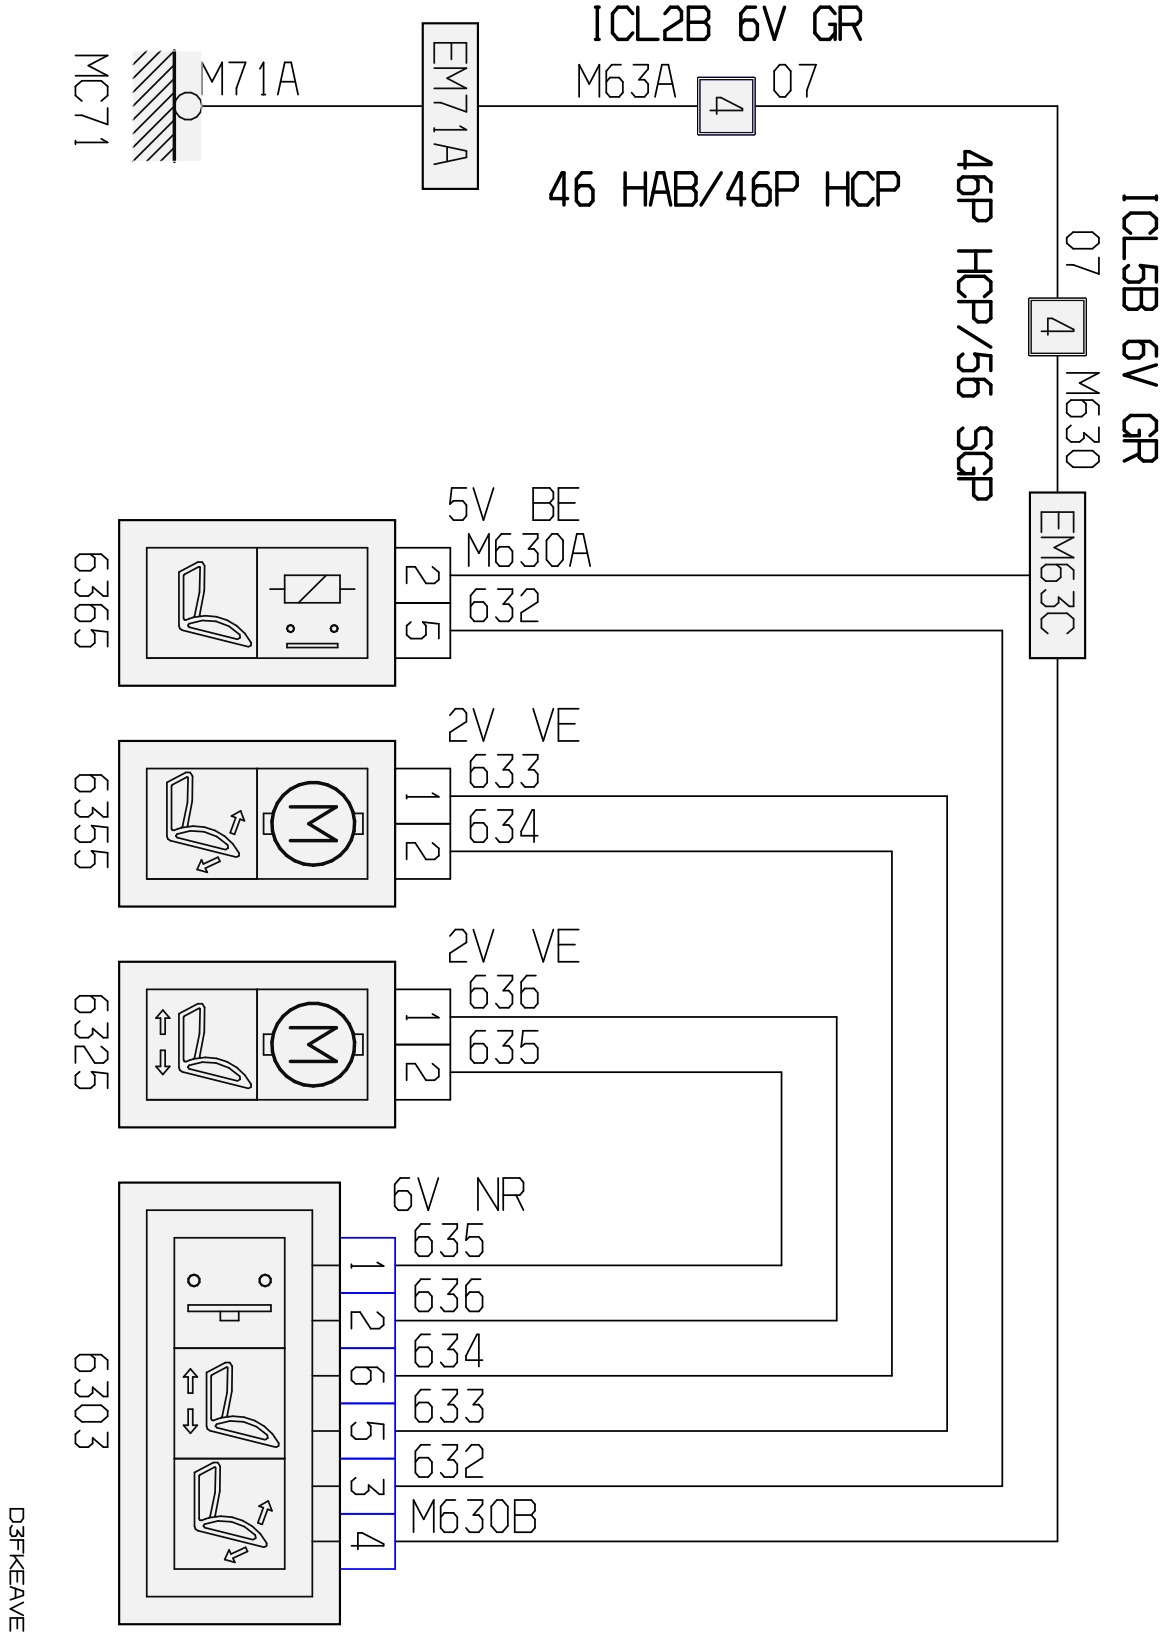 ICL2B 6V GR
M71A
EM71A
M63A
4
07
MC71
46 HAB/46P HCP
46P HCP/56 SGP
ICL5B 6V GR
07
4
M630
EM63C
5V BE
M630A
2
632
5
6365
2V VE
633
1
634
2
M
6355
2V VE
636
1
635
2
M
6325
6V NR
635
1
636
2
634
6
633
5
632
3
M630B
4
6303
D3FKEAVE